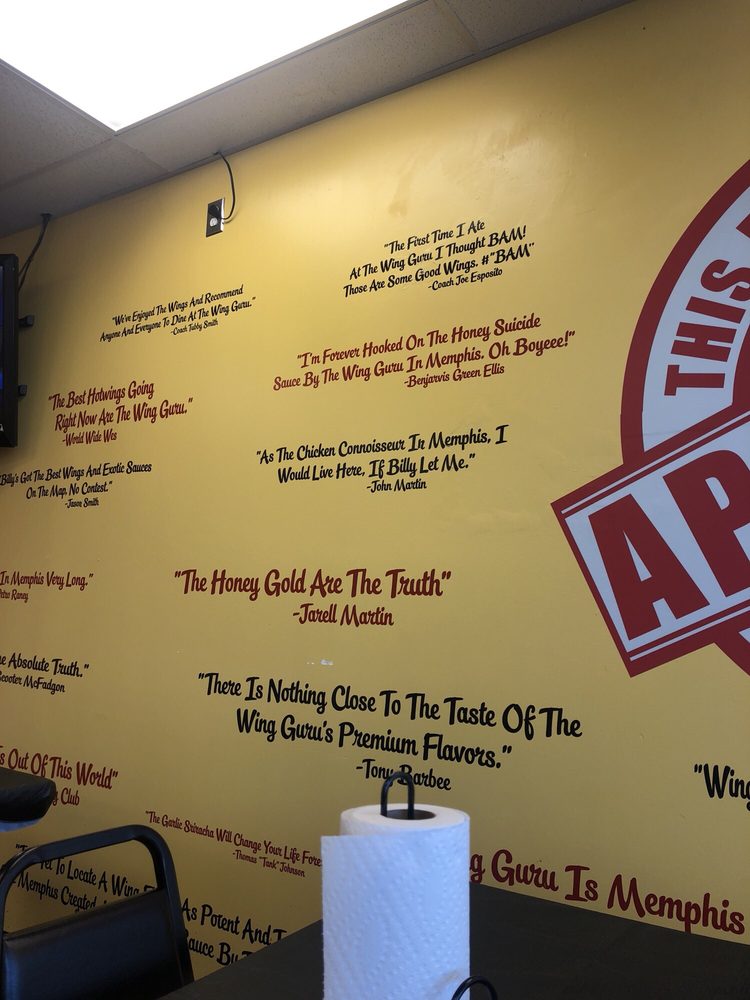 "The First Time I Ate
At The Wing Guru I Thought BAM!
Those Are Some Good Wings. #"BAM"
-Coach Joe Esposito
"We've Enjoyed The Wings And Recommend
Anyone And Everyone To Dine At The Wing Guru."
-Coach Tubby Smith
"I'm Forever Hooked On The Honey Suicide
Sauce By The Wing Guru In Memphis. Oh Boyeee!"
-Benjarvis Green Ellis
"The Best Hotwings Going
Right Now Are The Wing Guru."
-World Wide Wes
"As The Chicken Connoisseur In Memphis, I
Would Live Here, If Billy Let Me."
-John Martin
Billy's Got The Best Wings And Exotic Sauces
On The Map, No Contest."
-Jason Smith
THIS
AP
In Memphis Very Long."
Raney
"The Honey Gold Are The Truth"
-Jarell Martin
Absolute Truth."
Scooter McFadgon
"There Is Nothing Close To The Taste Of The
Wing Guru's Premium Flavors."
-Tony Barbee
Out Of This World"
Club
"Wing
"The Garlic Sriracha Will Change Your Life
-Thomas "Tank" Johnson
Guru Is Memphis
To Locate A Wing As Potent And
Memphis Created Sauce By